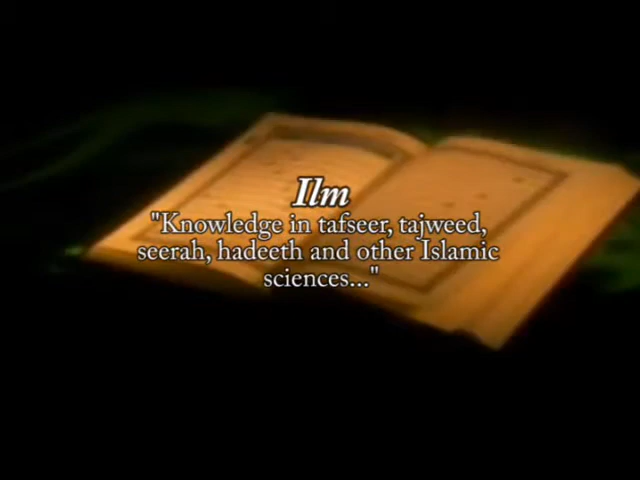 Ilm
"Knowledge in tafseer, tajweed,
seerah, hadeeth and other Islamic
sciences..."